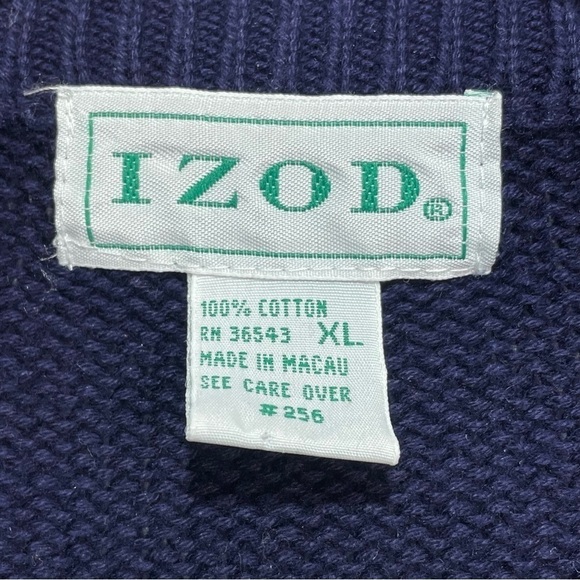 IZOD®
100% COTTON
RN 36543 XL
MADE IN MACAU
SEE CARE OVER
#256